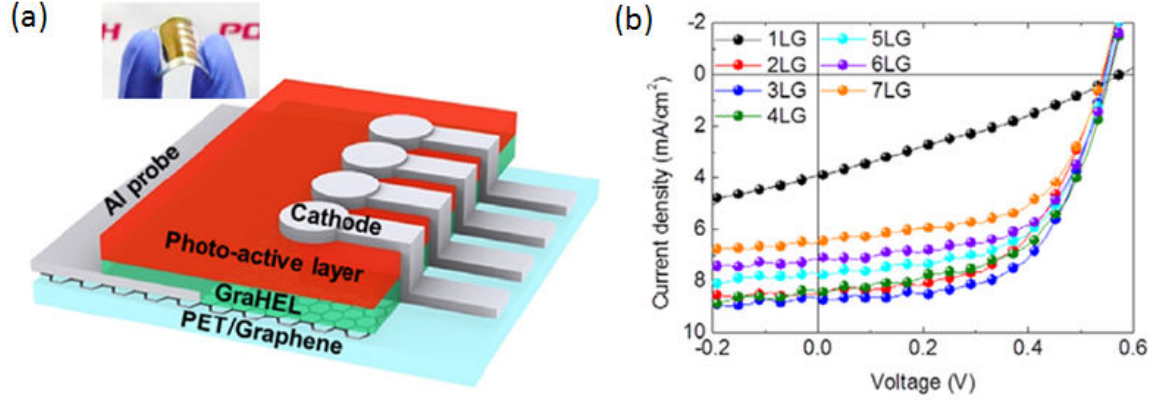 (a)
PO
Al probe
Cathode
Photo-active layer
GraHEL
PET/Graphene
(b)
-2
0
2
4
6
8
10
Current density (mA/cm²)
1LG
2LG
3LG
4LG
5LG
6LG
7LG
-0.2
0.0
0.2
0.4
0.6
Voltage (V)